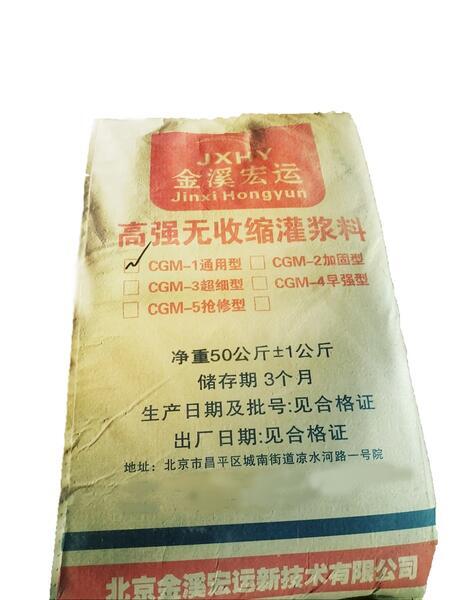 JXHY
金溪宏运
Jinxi Hongyun
高强无收缩灌浆料
CGM-1通用型 CGM-2加固型
CGM-3超细型 CGM-4早强型
CGM-5抢修型
净重50公斤±1公斤
储存期 3个月
生产日期及批号:见合格证
出厂日期:见合格证
地址: 北京市昌平区城南街道凉水河路一号院
北京金溪宏运新技术有限公司